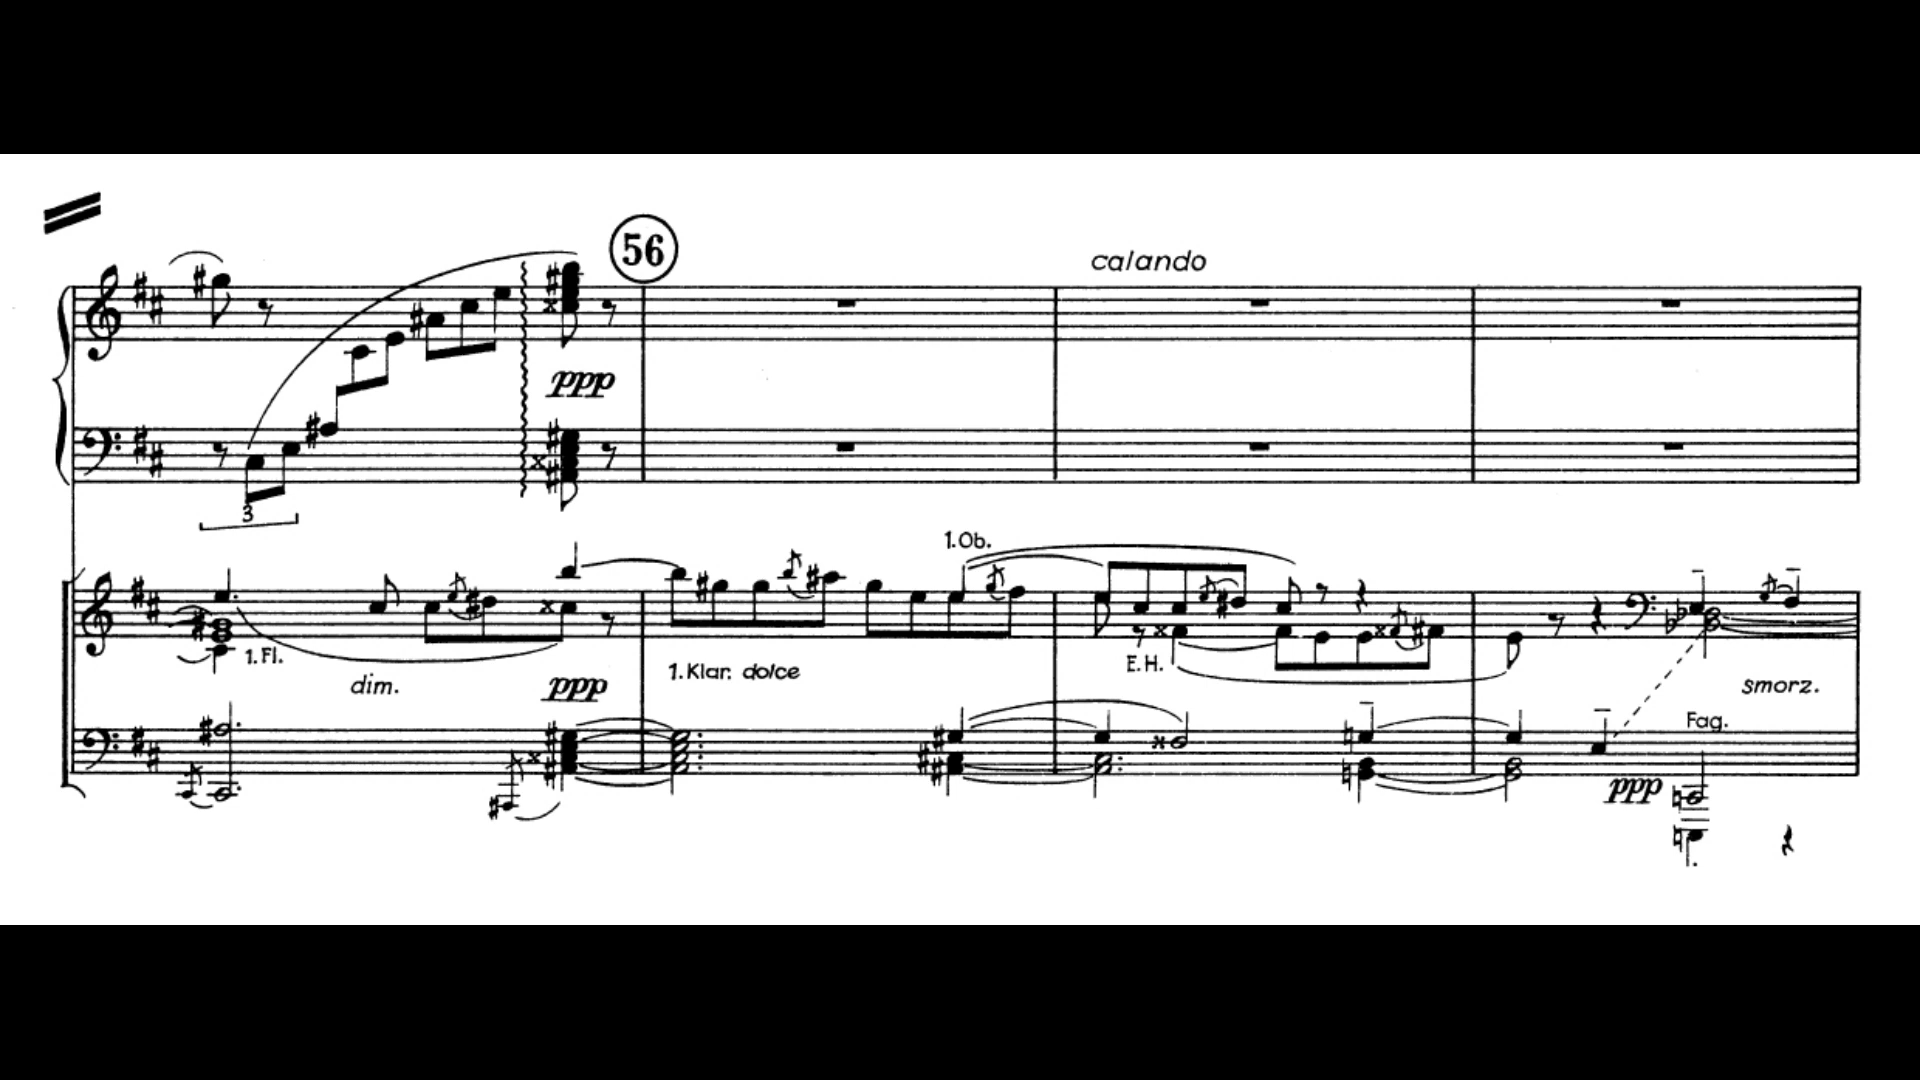 56
calando
ppp
3
1. Ob.
1. Fl.
dim.
ppp
1. Klar. dolce
E. H.
smorz.
Fag.
ppp